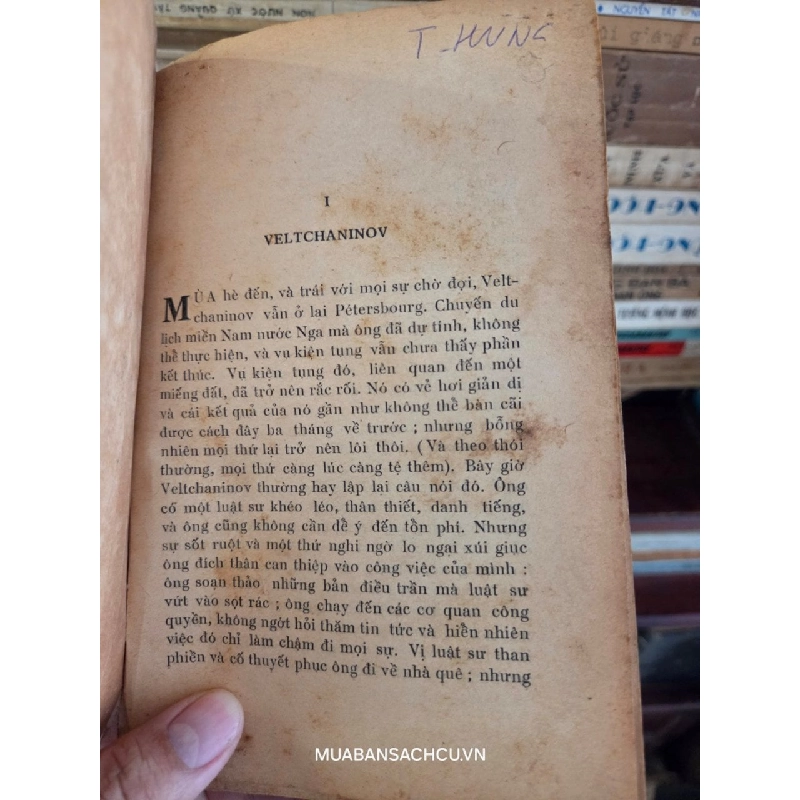 T_HUNG
I
VELTCHANINOV
MÙA hè đến, và trái với mọi sự chờ đợi, Velt-
chaninov vẫn ở lại Pétersbourg. Chuyến du
lịch miền Nam nước Nga mà ông đã dự tính, không
thể thực hiện, và vụ kiện tụng vẫn chưa thấy phần
kết thúc. Vụ kiện tụng đó, liên quan đến một
miếng đất, đã trở nên rắc rối. Nó có vẻ hơi giản dị
và cái kết quả của nó gần như không thể bàn cãi
được cách đây ba tháng về trước ; nhưng bỗng
nhiên mọi thứ lại trở nên lôi thôi. (Và theo thói
thường, mọi thứ càng lúc càng tệ thêm). Bây giờ
Veltchaninov thường hay lập lại câu nói đó. Ông
cố một luật sư khéo léo, thân thiết, danh tiếng,
và ông cũng không cần để ý đến tồn phí. Nhưng
sự sốt ruột và một thứ nghi ngờ lo ngại xúi giục
ông đích thân can thiệp vào công việc của mình :
ông soạn thảo những bản điều trần mà luật sư
vứt vào sọt rác ; ông chạy đến các cơ quan công
quyền, không ngớt hỏi thăm tin tức và hiển nhiên
việc đó chỉ làm chậm đi mọi sự. Vị luật sư than
phiền và cố thuyết phục ông đi về nhà quê ; nhưng
NON NƯỚC XỨ QUẢNG
NGUYỄN TẤT
MUABANSACHCU.VN